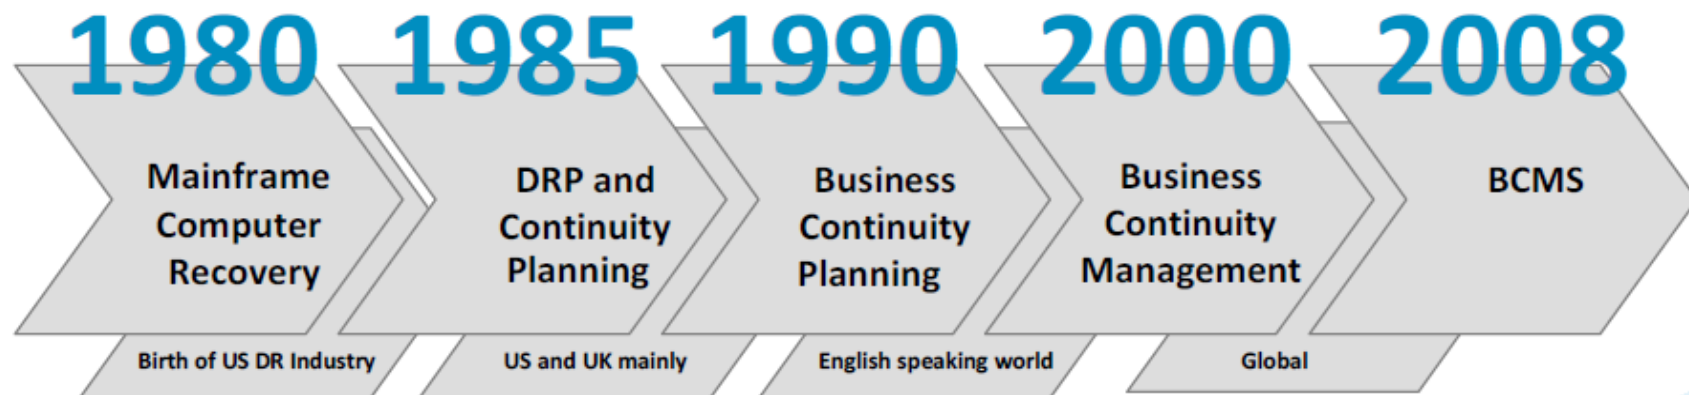 1980
1985
1990
2000
2008
Mainframe
Computer
Recovery
DRP and
Continuity
Planning
Business
Continuity
Planning
Business
Continuity
Management
BCMS
Birth of US DR Industry
US and UK mainly
English speaking world
Global